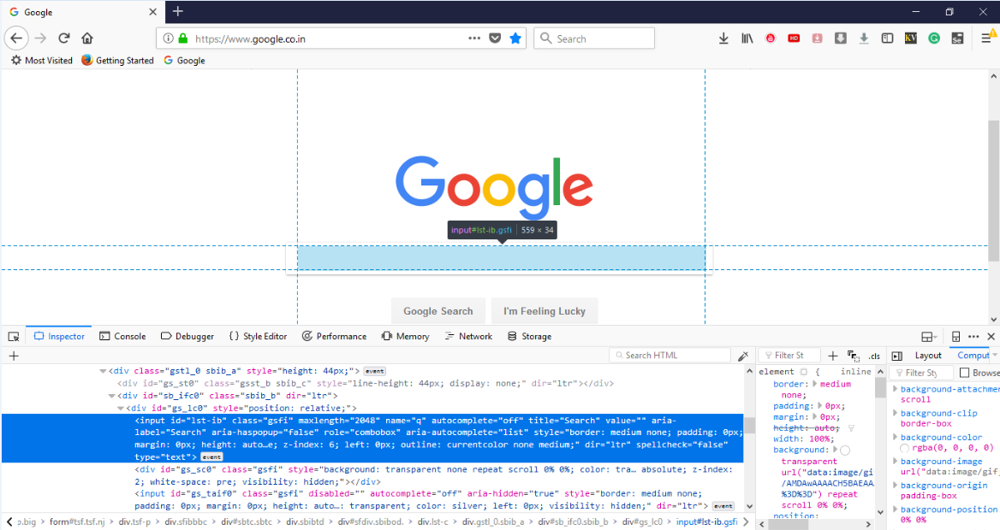 Google
https://www.google.co.in
Search
HD
KV
Se
Most Visited
Getting Started
Google
Google
input#lst-ib.gsfi | 559 × 34
Google Search
I'm Feeling Lucky
Inspector
Console
Debugger
{ } Style Editor
Performance
Memory
Network
Storage
Search HTML
<div class="gstl_0 sbib_a" style="height: 44px;"> event
<div id="gs_st0" class="gsst_b sbib_c" style="line-height: 44px; display: none;" dir="ltr"></div>
<div id="sb_ifc0" class="sbib_b" dir="ltr">
<div id="gs_lc0" style="position: relative;">
<input id="lst-ib" class="gsfi" maxlength="2048" name="q" autocomplete="off" title="Search" value="" aria-
label="Search" aria-haspopup="false" role="combobox" aria-autocomplete="list" style="border: medium none; padding: 0px;
margin: 0px; height: auto…e; z-index: 6; left: 0px; outline: currentcolor none medium;" dir="ltr" spellcheck="false"
type="text"> event
<div id="gs_sc0" class="gsfi" style="background: transparent none repeat scroll 0% 0%; color: tra… absolute; z-index:
2; white-space: pre; visibility: hidden;"></div>
<input id="gs_taif0" class="gsfi" disabled="" autocomplete="off" aria-hidden="true" style="border: medium none;
padding: 0px; margin: 0px; height: auto…: transparent; color: silver; left: 0px; visibility: hidden;" dir="ltr"> event
p.big > form#tsf.tsf.nj > div.tsf-p > div.sfibbbc > div#sbtc.sbtc > div.sbibtd > div#sfdiv.sbibod. > div.lst-c > div.gstl_0.sbib_a > div#sb_ifc0.sbib_b > div#gs_lc0 > input#lst-ib.gsfi
Filter St
+
.cls
element { inline
border: medium
none;
padding: 0px;
margin: 0px;
height: auto;
width: 100%;
background:
transparent
url("data:image/gif
/AMDAwAAAACH5BAEAA
%3D%3D") repeat
scroll 0% 0%;
position:
Layout
Comput
Filter Sty
Browse
background-attachmen
scroll
background-clip
border-box
background-color
rgba(0, 0, 0, 0)
background-image
url("data:image/gif
background-origin
padding-box
background-position
0% 0%